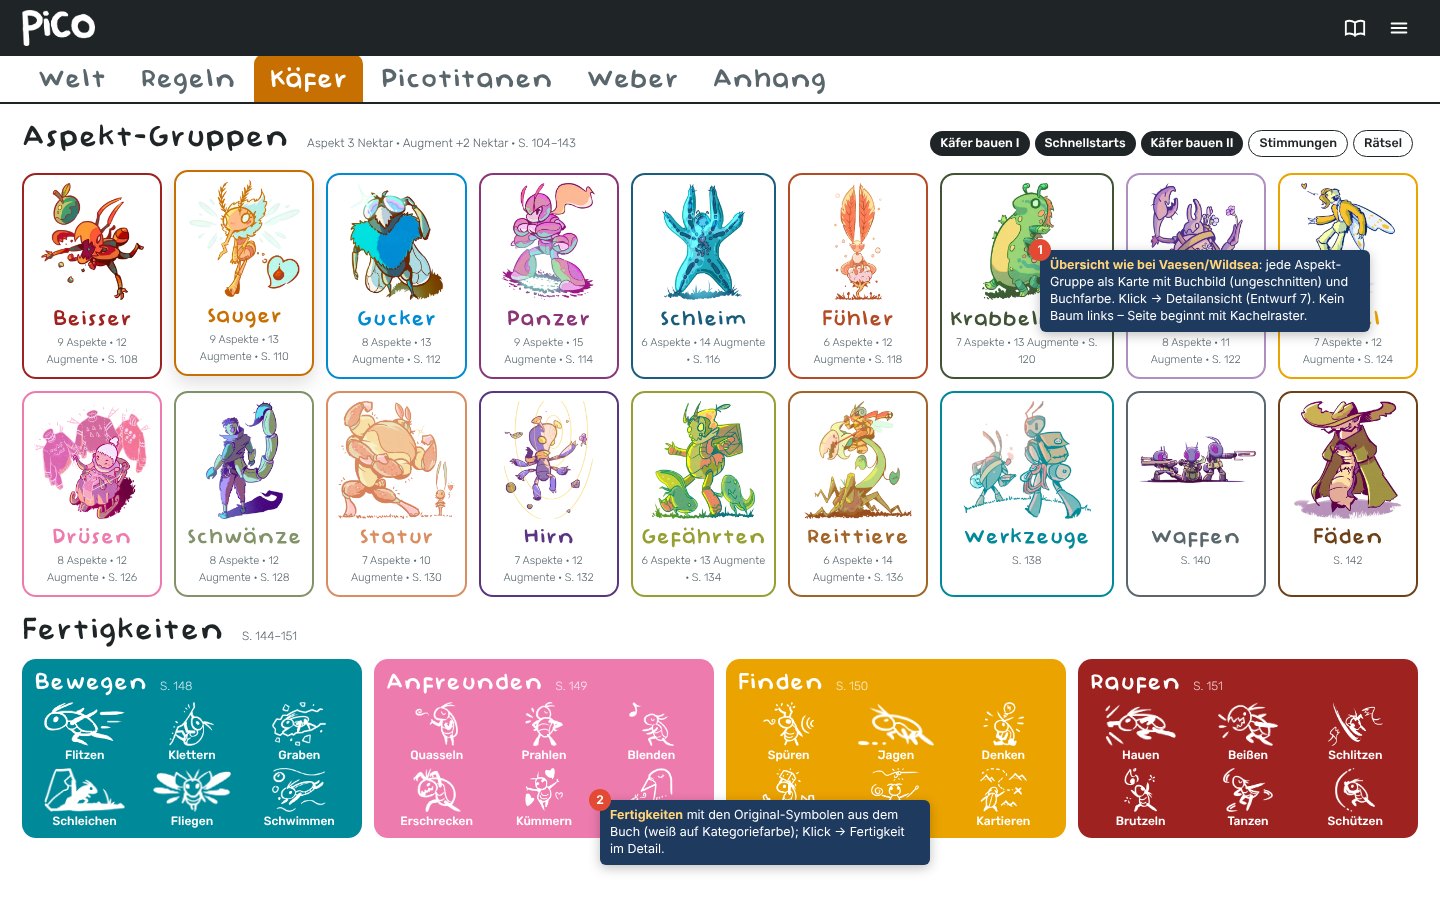 PiCO
Welt Regeln Käfer Picotitanen Weber Anhang
Aspekt-Gruppen Aspekt 3 Nektar • Augment +2 Nektar • S. 104–143
Käfer bauen I Schnellstarts Käfer bauen II Stimmungen Rätsel
Beisser
9 Aspekte • 12
Augmente • S. 108
Sauger
9 Aspekte • 13
Augmente • S. 110
Gucker
8 Aspekte • 13
Augmente • S. 112
Panzer
9 Aspekte • 15
Augmente • S. 114
Schleim
6 Aspekte • 14 Augmente
• S. 116
Fühler
6 Aspekte • 12
Augmente • S. 118
Krabbel
7 Aspekte • 13 Augmente • S.
120
1
Übersicht wie bei Vaesen/Wildsea: jede Aspekt-
Gruppe als Karte mit Buchbild (ungeschnitten) und
Buchfarbe. Klick → Detailansicht (Entwurf 7). Kein
Baum links – Seite beginnt mit Kachelraster.
8 Aspekte • 11
Augmente • S. 122
l
7 Aspekte • 12
Augmente • S. 124
Drüsen
8 Aspekte • 12
Augmente • S. 126
Schwänze
8 Aspekte • 12
Augmente • S. 128
Statur
7 Aspekte • 10
Augmente • S. 130
Hirn
7 Aspekte • 12
Augmente • S. 132
Gefährten
6 Aspekte • 13 Augmente
• S. 134
Reittiere
6 Aspekte • 14
Augmente • S. 136
Werkzeuge
S. 138
Waffen
S. 140
Fäden
S. 142
Fertigkeiten S. 144–151
Bewegen S. 148
Flitzen Klettern Graben
Schleichen Fliegen Schwimmen
Anfreunden S. 149
Quasseln Prahlen Blenden
Erschrecken Kümmern
Finden S. 150
Spüren Jagen Denken
Kartieren
2
Fertigkeiten mit den Original-Symbolen aus dem
Buch (weiß auf Kategoriefarbe); Klick → Fertigkeit
im Detail.
Raufen S. 151
Hauen Beißen Schlitzen
Brutzeln Tanzen Schützen